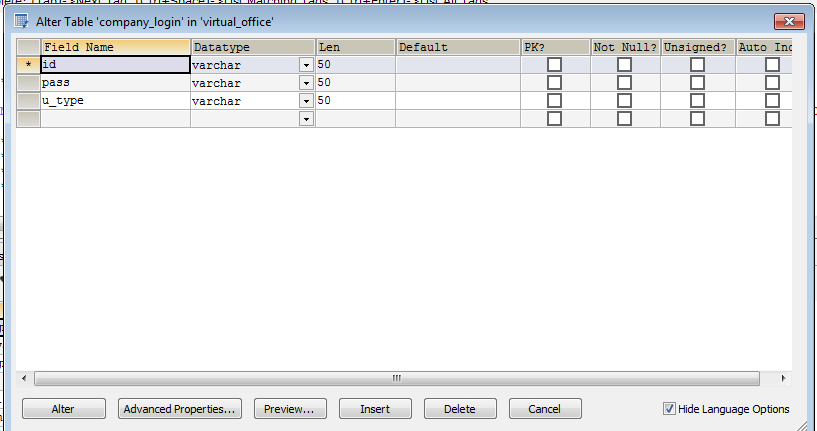 Alter Table 'company_login' in 'virtual_office'
Field Name Datatype Len Default PK? Not Null? Unsigned? Auto Inc
* id varchar 50
pass varchar 50
u_type varchar 50
Alter Advanced Properties... Preview... Insert Delete Cancel Hide Language Options